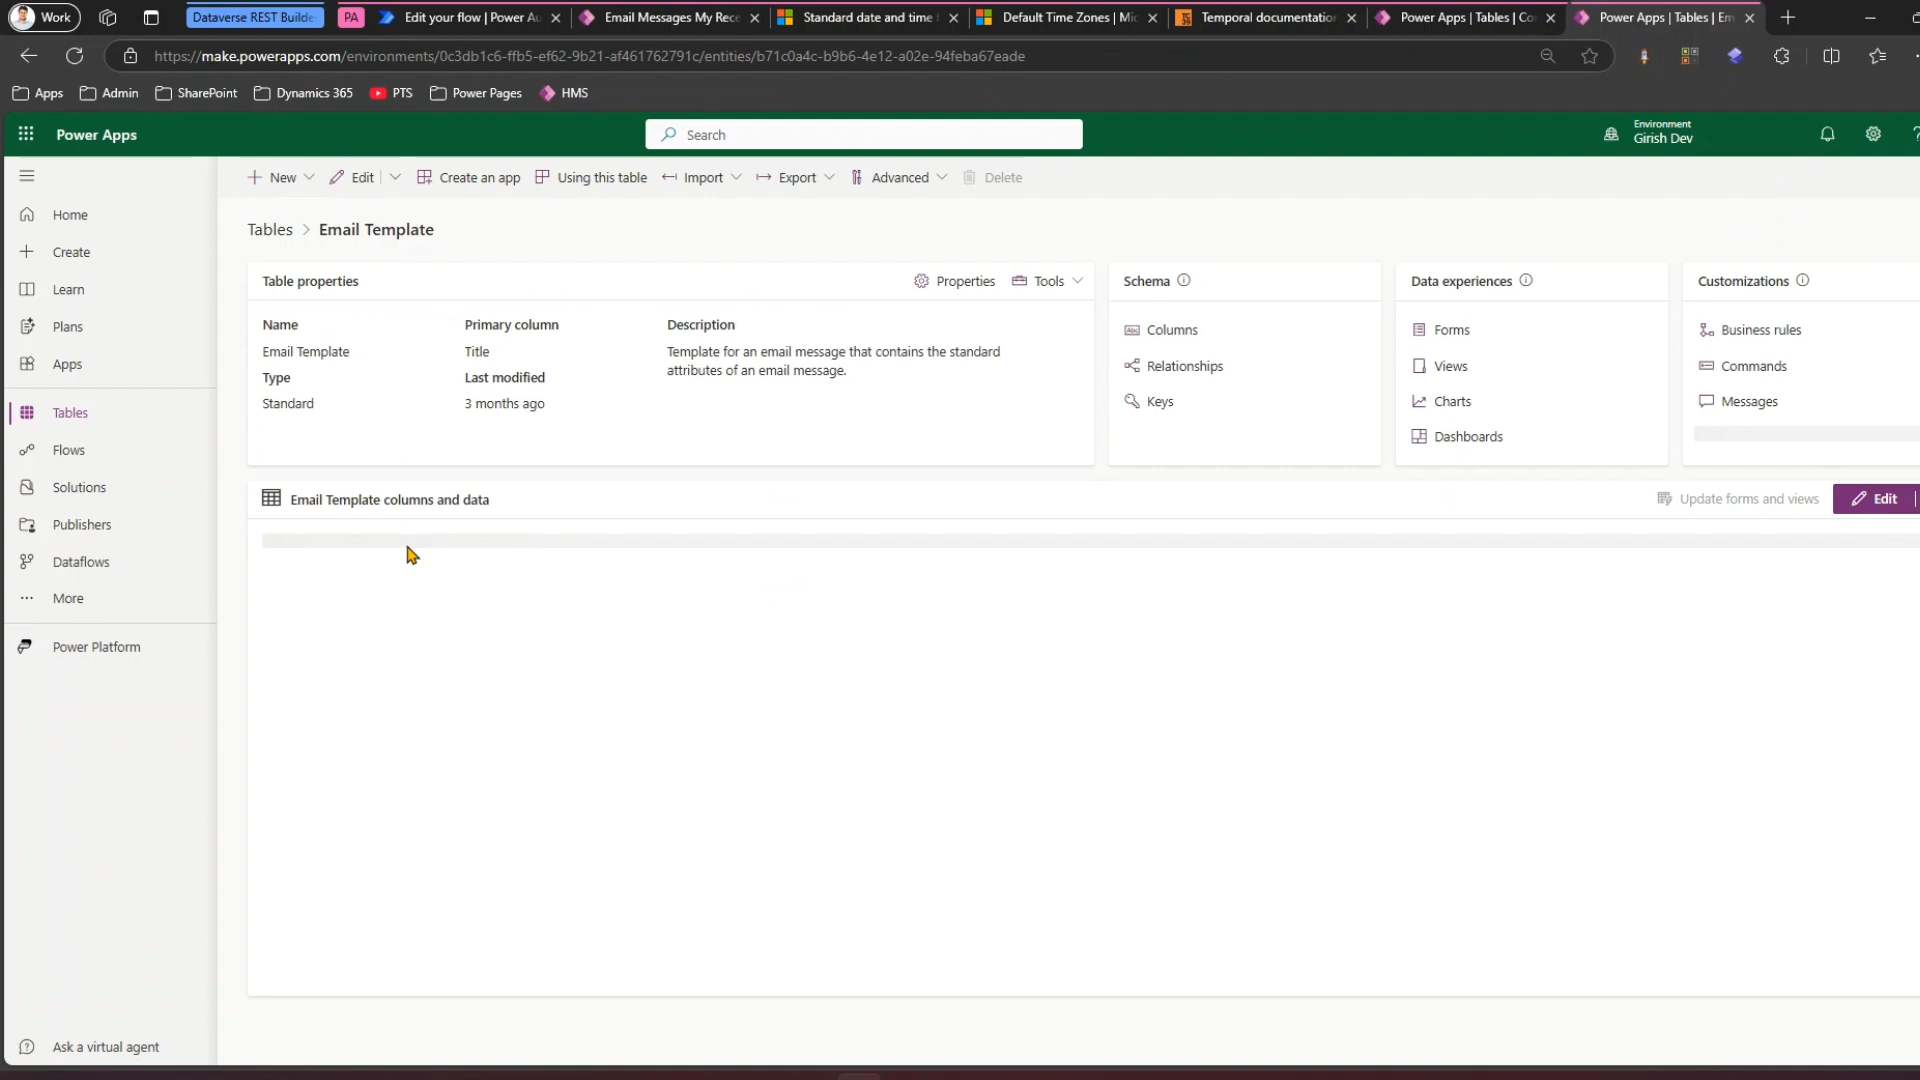 Work
Dataverse REST Builde
PA
Edit your flow | Power Au
Email Messages My Rece
Standard date and time f
Default Time Zones | Mic
Temporal documentation
Power Apps | Tables | Co
Power Apps | Tables | Em
https://make.powerapps.com/environments/0c3db1c6-ffb5-ef62-9b21-af461762791c/entities/b71c0a4c-b9b6-4e12-a02e-94feba67eade
Apps
Admin
SharePoint
Dynamics 365
PTS
Power Pages
HMS
Power Apps
Search
Environment
Girish Dev
New
Edit
Create an app
Using this table
Import
Export
Advanced
Delete
Home
Create
Learn
Plans
Apps
Tables
Flows
Solutions
Publishers
Dataflows
More
Power Platform
Ask a virtual agent
Tables > Email Template
Table properties
Properties
Tools
Name
Email Template
Type
Standard
Primary column
Title
Last modified
3 months ago
Description
Template for an email message that contains the standard
attributes of an email message.
Schema
Columns
Relationships
Keys
Data experiences
Forms
Views
Charts
Dashboards
Customizations
Business rules
Commands
Messages
Email Template columns and data
Update forms and views
Edit